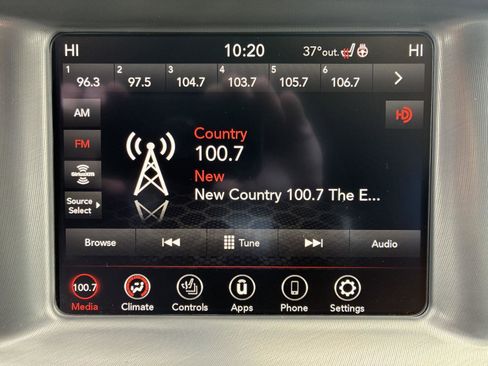 HI 10:20 37°out. HI
1 96.3 2 97.5 3 104.7 4 103.7 5 105.7 6 106.7
AM
HD
FM
Country
100.7
SiriusXM
New
New Country 100.7 The E...
Source
Select
Browse Tune Audio
100.7
Media Climate Controls Apps Phone Settings